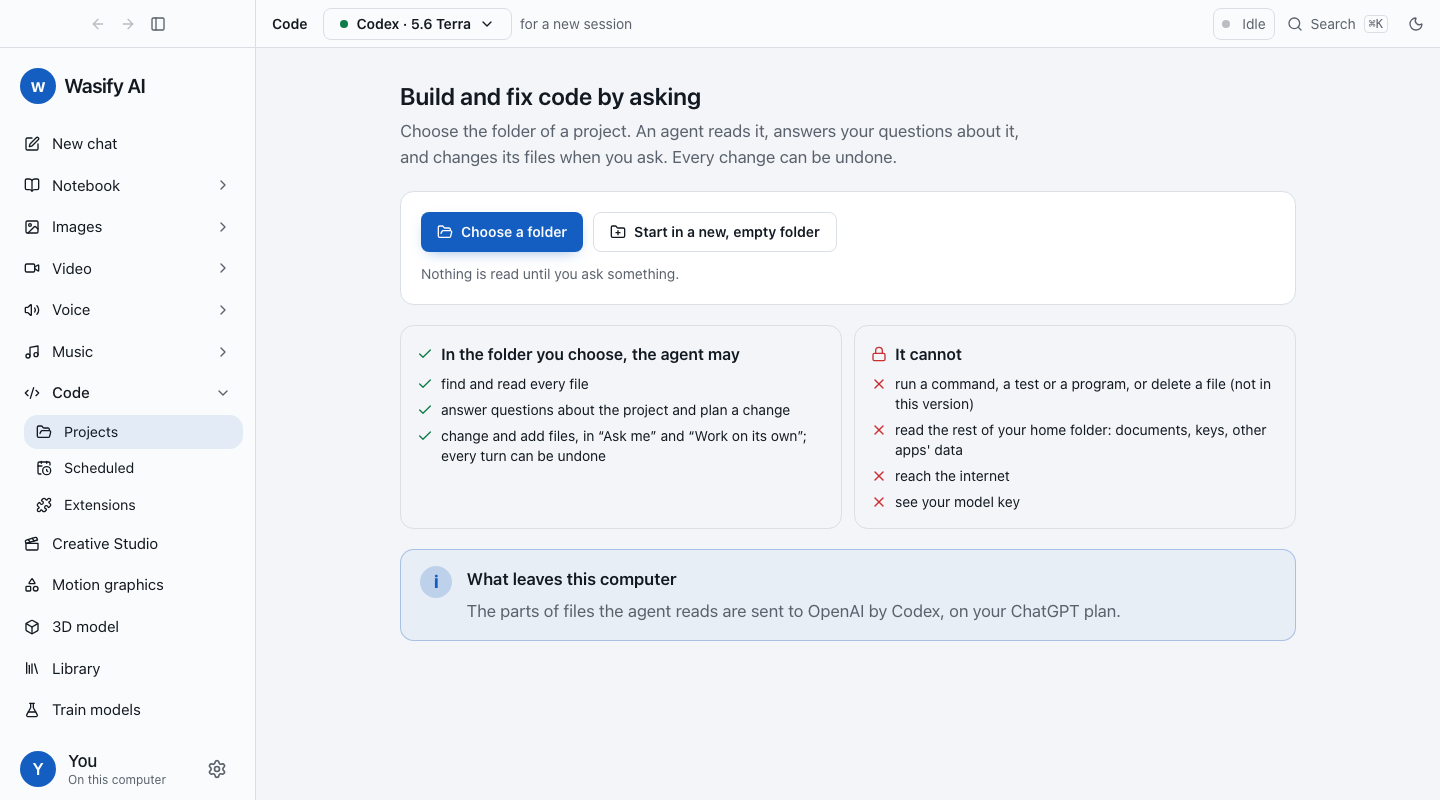 Code
Codex · 5.6 Terra
for a new session
Idle
Search
⌘K
W
Wasify AI
New chat
Notebook
Images
Video
Voice
Music
Code
Projects
Scheduled
Extensions
Creative Studio
Motion graphics
3D model
Library
Train models
Y
You
On this computer
Build and fix code by asking
Choose the folder of a project. An agent reads it, answers your questions about it,
and changes its files when you ask. Every change can be undone.
Choose a folder
Start in a new, empty folder
Nothing is read until you ask something.
In the folder you choose, the agent may
find and read every file
answer questions about the project and plan a change
change and add files, in “Ask me” and “Work on its own”;
every turn can be undone
It cannot
run a command, a test or a program, or delete a file (not in
this version)
read the rest of your home folder: documents, keys, other
apps' data
reach the internet
see your model key
i
What leaves this computer
The parts of files the agent reads are sent to OpenAI by Codex, on your ChatGPT plan.